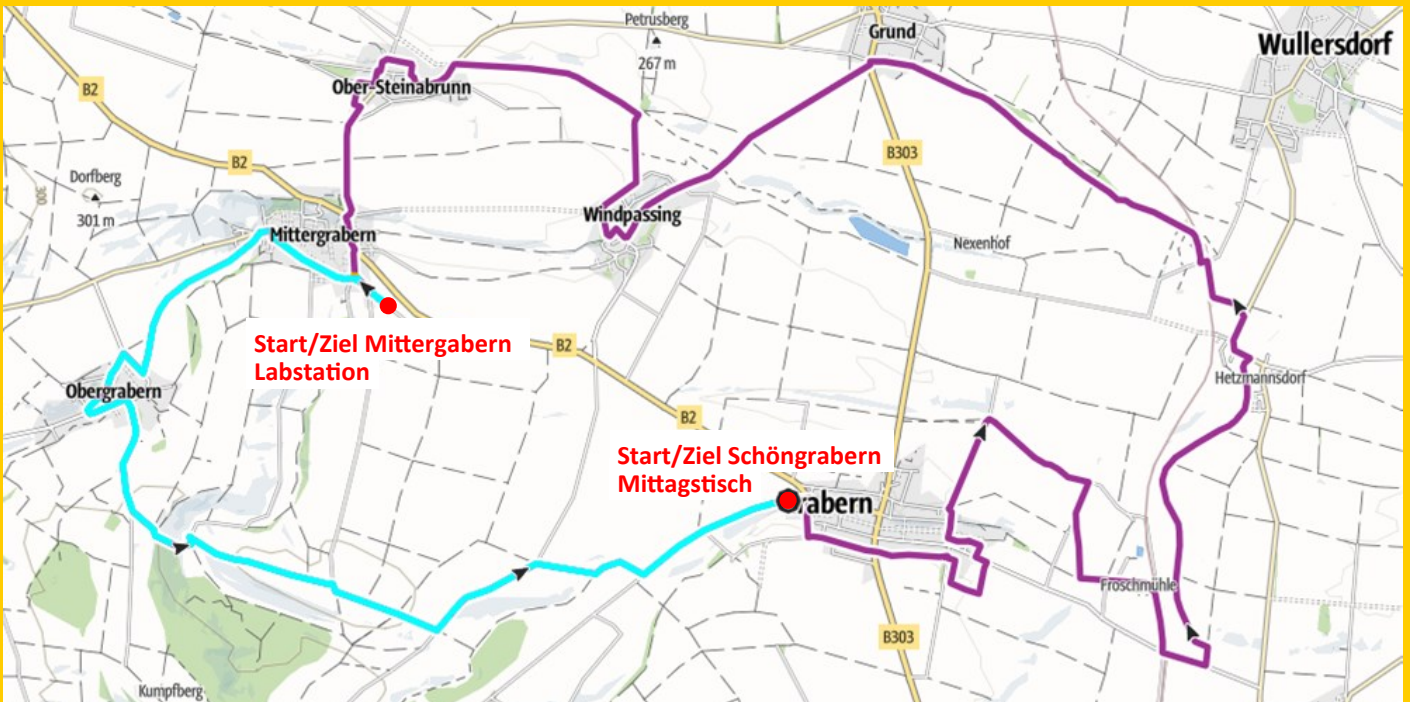 Petrusberg
267 m
Grund
Wullersdorf
Ober-Steinabrunn
B2
B2
B303
Dorfberg
301 m
300
Mittergrabern
Windpassing
Nexenhof
Start/Ziel Mittergabern
Labstation
B2
Obergrabern
Hetzmannsdorf
B2
Start/Ziel Schöngrabern
Mittagstisch
rabern
Froschmühle
B303
Kumpfberg